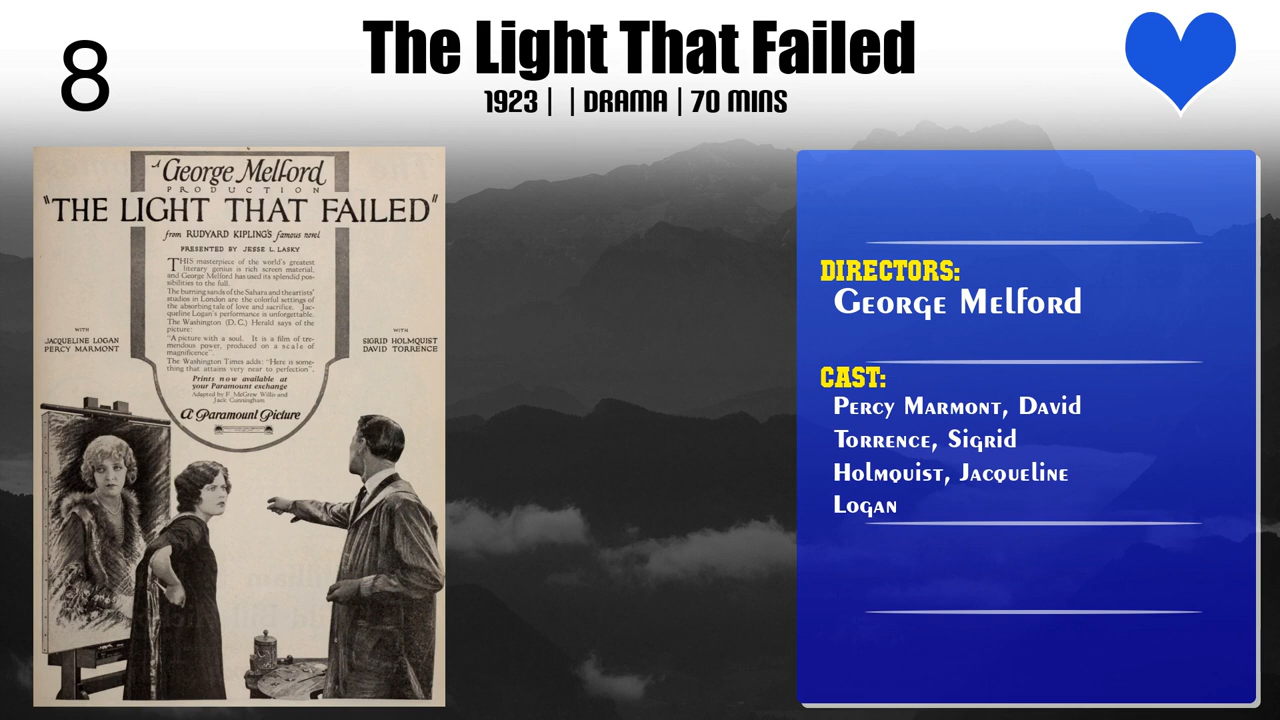 8
The Light That Failed
1923 | | DRAMA | 70 MINS
A George Melford
PRODUCTION
"THE LIGHT THAT FAILED"
from RUDYARD KIPLING'S famous novel
PRESENTED BY JESSE L. LASKY
THIS masterpiece of the world's greatest
literary genius is rich screen material,
and George Melford has used its splendid pos-
sibilities to the full.
The burning sands of the Sahara and the artists'
studios in London are the colorful settings of
the absorbing tale of love and sacrifice. Jac-
queline Logan's performance is unforgettable.
The Washington (D.C.) Herald says of the
picture:
"A picture with a soul. It is a film of tre-
mendous power, produced on a scale of
magnificence".
The Washington Times adds: "Here is some-
thing that attains very near to perfection".
Prints now available at
your Paramount exchange
Adapted by F. McGrew Willis and
Jack Cunningham
A Paramount Picture
WITH
JACQUELINE LOGAN
PERCY MARMONT
WITH
SIGRID HOLMQUIST
DAVID TORRENCE
DIRECTORS:
George Melford
CAST:
Percy Marmont, David
Torrence, Sigrid
Holmquist, Jacqueline
Logan